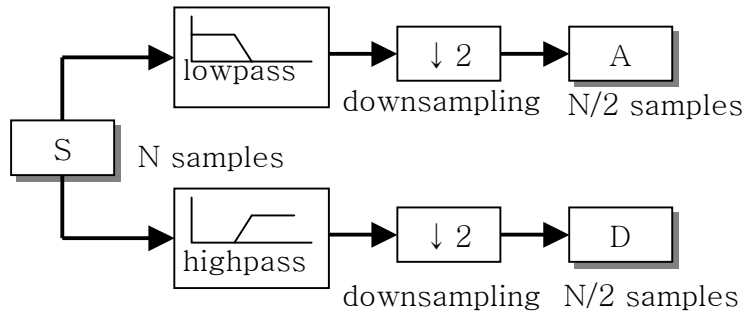 lowpass
↓ 2
A
downsampling
N/2 samples
S
N samples
highpass
↓ 2
D
downsampling
N/2 samples